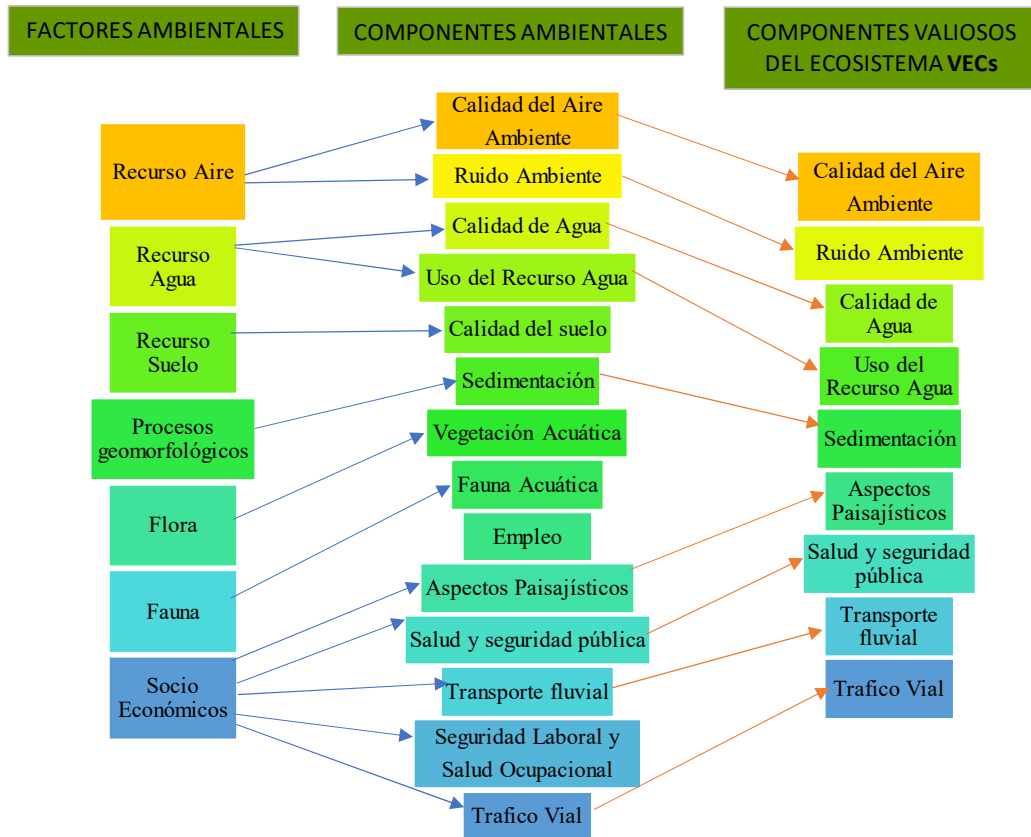 FACTORES AMBIENTALES
COMPONENTES AMBIENTALES
COMPONENTES VALIOSOS
DEL ECOSISTEMA VECs
Recurso Aire
Recurso
Agua
Recurso
Suelo
Procesos
geomorfológicos
Flora
Fauna
Socio
Económicos
Calidad del Aire
Ambiente
Ruido Ambiente
Calidad de Agua
Uso del Recurso Agua
Calidad del suelo
Sedimentación
Vegetación Acuática
Fauna Acuática
Empleo
Aspectos Paisajísticos
Salud y seguridad pública
Transporte fluvial
Seguridad Laboral y
Salud Ocupacional
Trafico Vial
Calidad del Aire
Ambiente
Ruido Ambiente
Calidad de
Agua
Uso del
Recurso Agua
Sedimentación
Aspectos
Paisajísticos
Salud y seguridad
pública
Transporte
fluvial
Trafico Vial